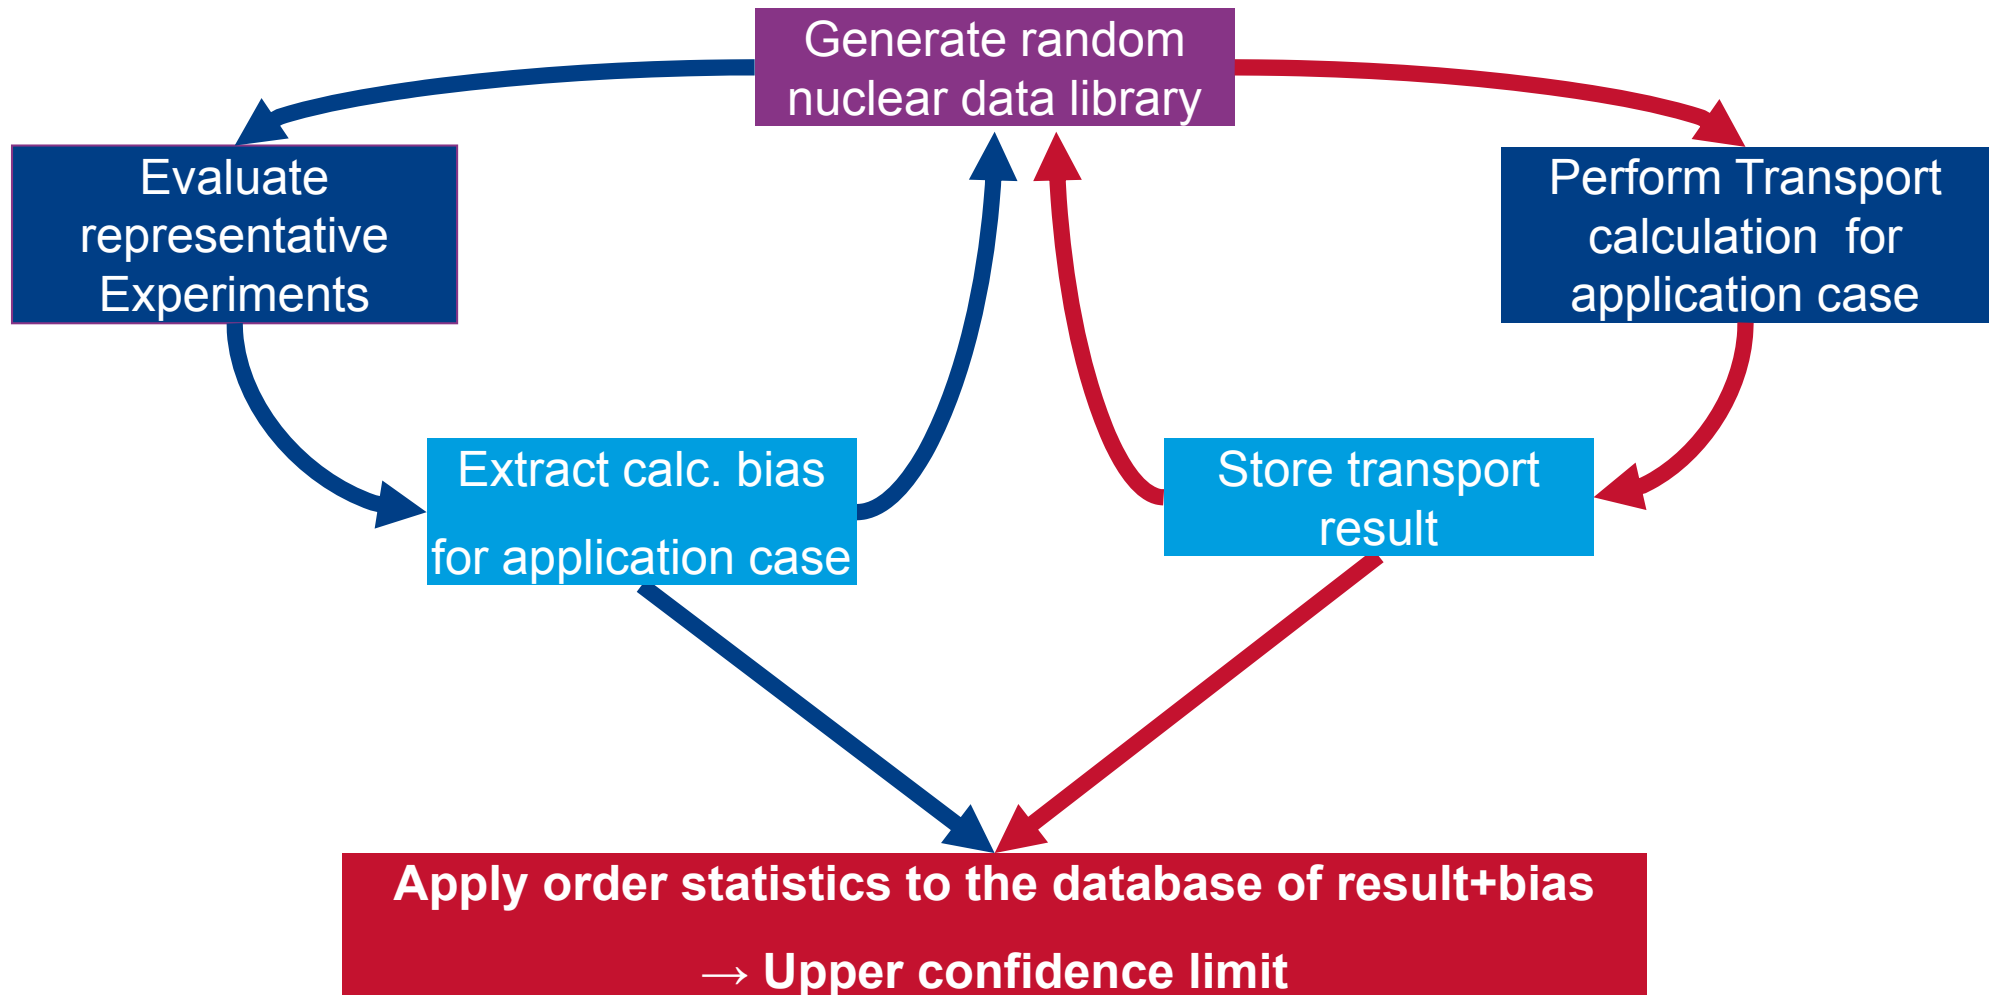 Generate random
nuclear data library
Evaluate
representative
Experiments
Perform Transport
calculation for
application case
Extract calc. bias
for application case
Store transport
result
Apply order statistics to the database of result+bias
→ Upper confidence limit